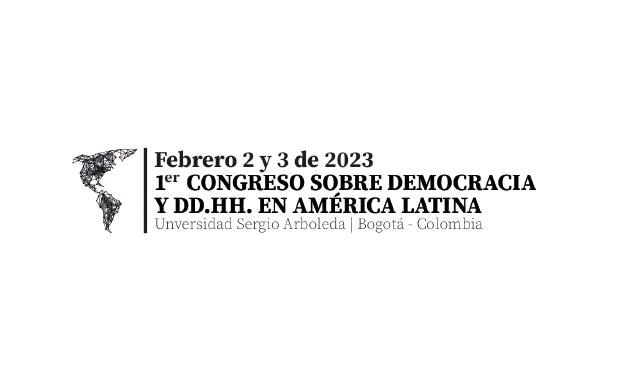 Febrero 2 y 3 de 2023
1er CONGRESO SOBRE DEMOCRACIA
Y DD.HH. EN AMÉRICA LATINA
Unversidad Sergio Arboleda | Bogotá - Colombia